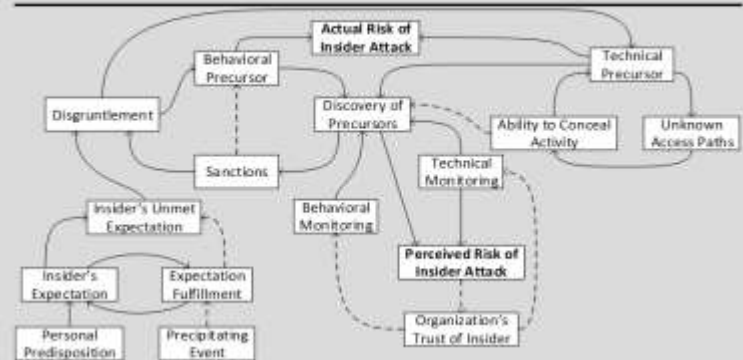 Actual Risk of
Insider Attack
Behavioral
Precursor
Technical
Precursor
Disgruntlement
Discovery of
Precursors
Ability to Conceal
Activity
Unknown
Access Paths
Sanctions
Technical
Monitoring
Insider's Unmet
Expectation
Behavioral
Monitoring
Perceived Risk of
Insider Attack
Insider's
Expectation
Expectation
Fulfillment
Organization's
Trust of Insider
Personal
Predisposition
Precipitating
Event